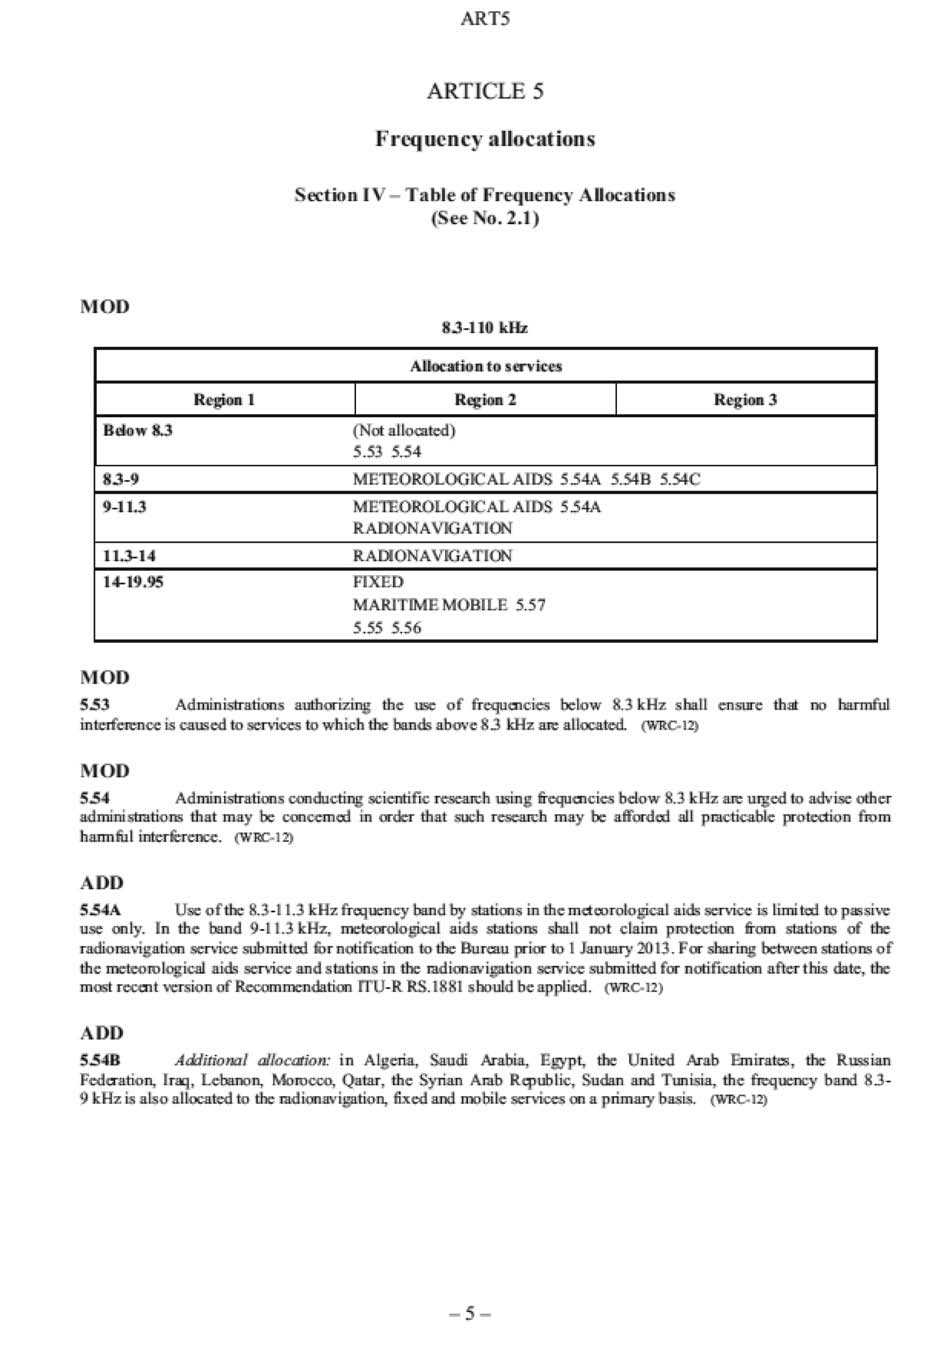 ART5
ARTICLE 5
Frequency allocations
Section IV – Table of Frequency Allocations
(See No. 2.1)
MOD
8.3-110 kHz
Allocation to services
Region 1 Region 2 Region 3
Below 8.3 (Not allocated)
5.53 5.54
8.3-9 METEOROLOGICAL AIDS 5.54A 5.54B 5.54C
9-11.3 METEOROLOGICAL AIDS 5.54A
RADIONAVIGATION
11.3-14 RADIONAVIGATION
14-19.95 FIXED
MARITIME MOBILE 5.57
5.55 5.56
MOD
5.53 Administrations authorizing the use of frequencies below 8.3 kHz shall ensure that no harmful
interference is caused to services to which the bands above 8.3 kHz are allocated. (WRC-12)
MOD
5.54 Administrations conducting scientific research using frequencies below 8.3 kHz are urged to advise other
administrations that may be concerned in order that such research may be afforded all practicable protection from
harmful interference. (WRC-12)
ADD
5.54A Use of the 8.3-11.3 kHz frequency band by stations in the meteorological aids service is limited to passive
use only. In the band 9-11.3 kHz, meteorological aids stations shall not claim protection from stations of the
radionavigation service submitted for notification to the Bureau prior to 1 January 2013. For sharing between stations of
the meteorological aids service and stations in the radionavigation service submitted for notification after this date, the
most recent version of Recommendation ITU-R RS.1881 should be applied. (WRC-12)
ADD
5.54B Additional allocation: in Algeria, Saudi Arabia, Egypt, the United Arab Emirates, the Russian
Federation, Iraq, Lebanon, Morocco, Qatar, the Syrian Arab Republic, Sudan and Tunisia, the frequency band 8.3-
9 kHz is also allocated to the radionavigation, fixed and mobile services on a primary basis. (WRC-12)
– 5 –